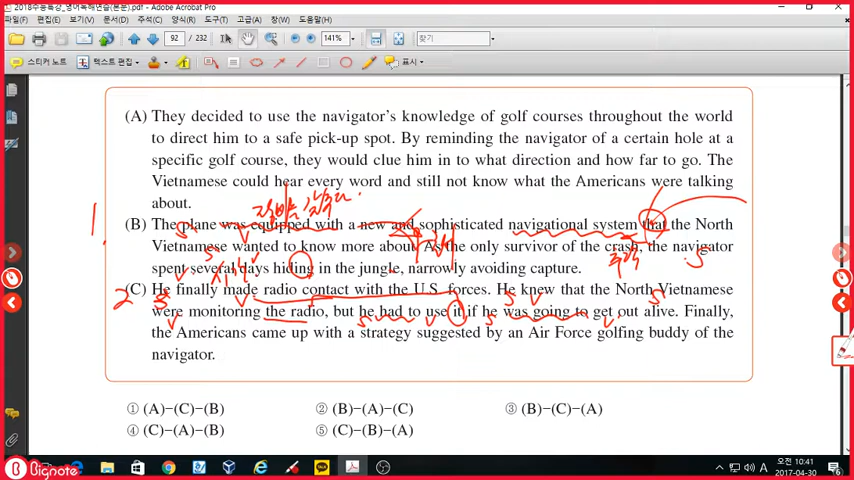 2018수능특강_영어독해연습(본문).pdf - Adobe Acrobat Pro
파일(F) 편집(E) 보기(V) 문서(D) 주석(C) 양식(R) 도구(T) 고급(A) 창(W) 도움말(H)
92 / 232 141% 찾기
스티커 노트 텍스트 편집 표시
(A) They decided to use the navigator's knowledge of golf courses throughout the world
to direct him to a safe pick-up spot. By reminding the navigator of a certain hole at a
specific golf course, they would clue him in to what direction and how far to go. The
Vietnamese could hear every word and still not know what the Americans were talking
about.
(B) The plane was equipped with a new and sophisticated navigational system that the North
Vietnamese wanted to know more about. As the only survivor of the crash, the navigator
spent several days hiding in the jungle, narrowly avoiding capture.
(C) He finally made radio contact with the U.S. forces. He knew that the North Vietnamese
were monitoring the radio, but he had to use it if he was going to get out alive. Finally,
the Americans came up with a strategy suggested by an Air Force golfing buddy of the
navigator.
① (A)-(C)-(B) ② (B)-(A)-(C) ③ (B)-(C)-(A)
④ (C)-(A)-(B) ⑤ (C)-(B)-(A)
Bignote
A 오전 10:41
2017-04-30